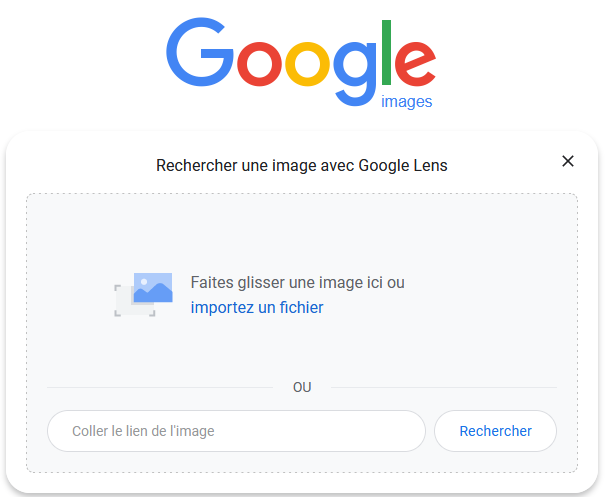 Google
images
Rechercher une image avec Google Lens
Faites glisser une image ici ou
importez un fichier
OU
Coller le lien de l'image
Rechercher